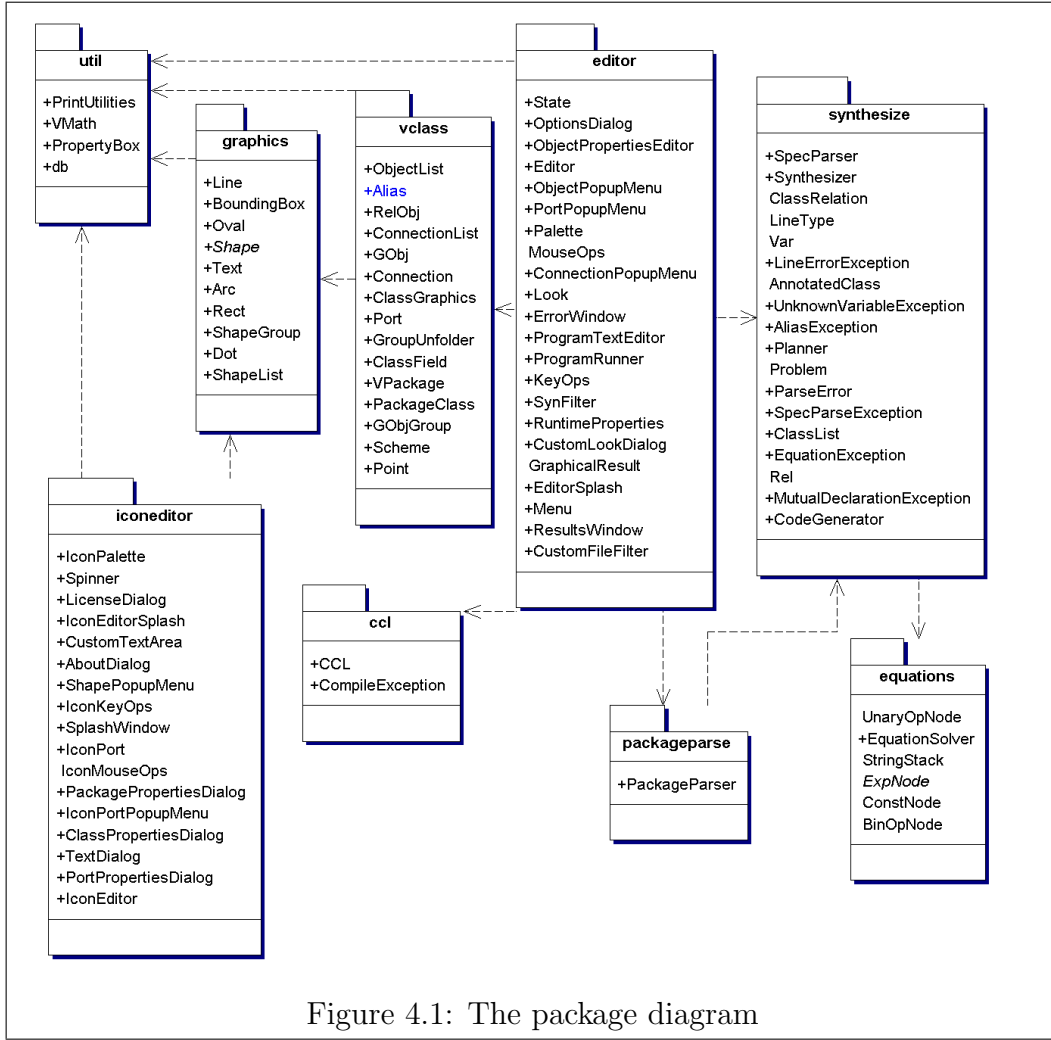 util
+PrintUtilities
+VMath
+PropertyBox
+db
graphics
+Line
+BoundingBox
+Oval
+Shape
+Text
+Arc
+Rect
+ShapeGroup
+Dot
+ShapeList
vclass
+ObjectList
+Alias
+RelObj
+ConnectionList
+GObj
+Connection
+ClassGraphics
+Port
+GroupUnfolder
+ClassField
+VPackage
+PackageClass
+GObjGroup
+Scheme
+Point
editor
+State
+OptionsDialog
+ObjectPropertiesEditor
+Editor
+ObjectPopupMenu
+PortPopupMenu
+Palette
MouseOps
+ConnectionPopupMenu
+Look
+ErrorWindow
+ProgramTextEditor
+ProgramRunner
+KeyOps
+SynFilter
+RuntimeProperties
+CustomLookDialog
GraphicalResult
+EditorSplash
+Menu
+ResultsWindow
+CustomFileFilter
synthesize
+SpecParser
+Synthesizer
ClassRelation
LineType
Var
+LineErrorException
AnnotatedClass
+UnknownVariableException
+AliasException
+Planner
Problem
+ParseError
+SpecParseException
+ClassList
+EquationException
Rel
+MutualDeclarationException
+CodeGenerator
iconeditor
+IconPalette
+Spinner
+LicenseDialog
+IconEditorSplash
+CustomTextArea
+AboutDialog
+ShapePopupMenu
+IconKeyOps
+SplashWindow
+IconPort
IconMouseOps
+PackagePropertiesDialog
+IconPortPopupMenu
+ClassPropertiesDialog
+TextDialog
+PortPropertiesDialog
+IconEditor
ccl
+CCL
+CompileException
packageparse
+PackageParser
equations
UnaryOpNode
+EquationSolver
StringStack
ExpNode
ConstNode
BinOpNode
Figure 4.1: The package diagram